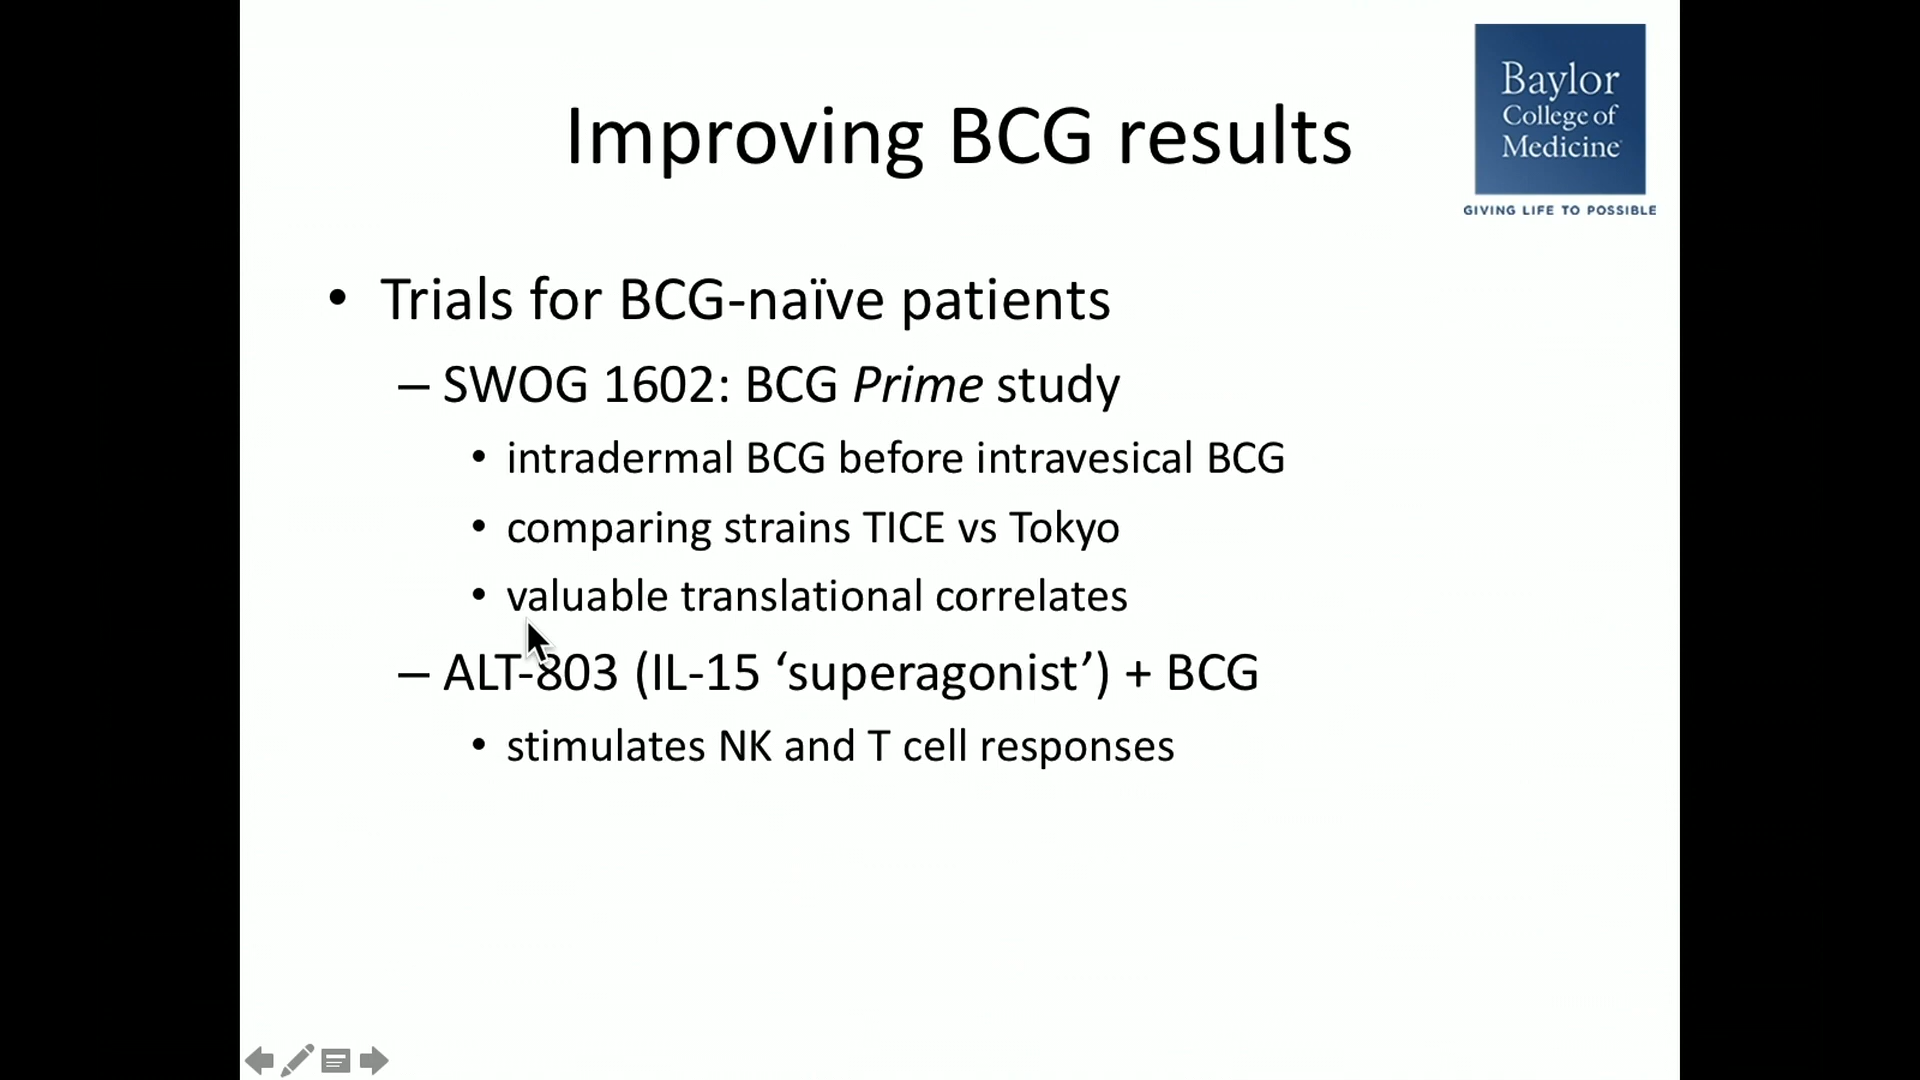 Improving BCG results
Baylor
College of
Medicine
GIVING LIFE TO POSSIBLE
• Trials for BCG-naïve patients
– SWOG 1602: BCG Prime study
• intradermal BCG before intravesical BCG
• comparing strains TICE vs Tokyo
• valuable translational correlates
– ALT-803 (IL-15 ‘superagonist’) + BCG
• stimulates NK and T cell responses